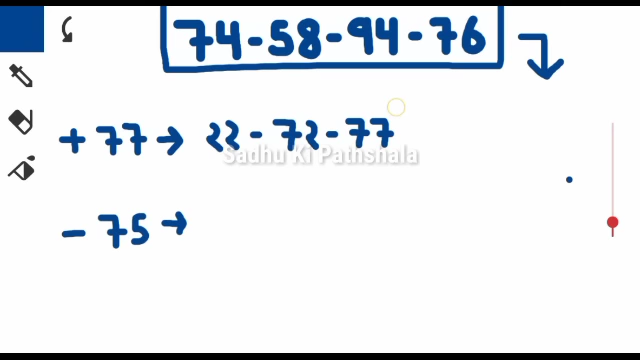 74-58-94-76
+ 77 → 22 - 72 - 77
Sadhu Ki Pathshala
- 75 →